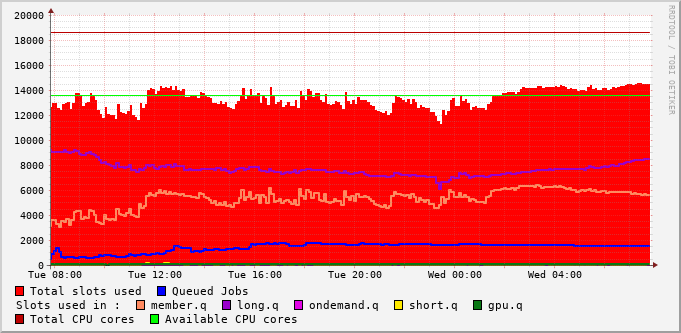 20000
18000
16000
14000
12000
10000
8000
6000
4000
2000
0
Tue 08:00 Tue 12:00 Tue 16:00 Tue 20:00 Wed 00:00 Wed 04:00
Total slots used Queued Jobs
Slots used in : member.q long.q ondemand.q short.q gpu.q
Total CPU cores Available CPU cores
RRDTOOL / TOBI OETIKER